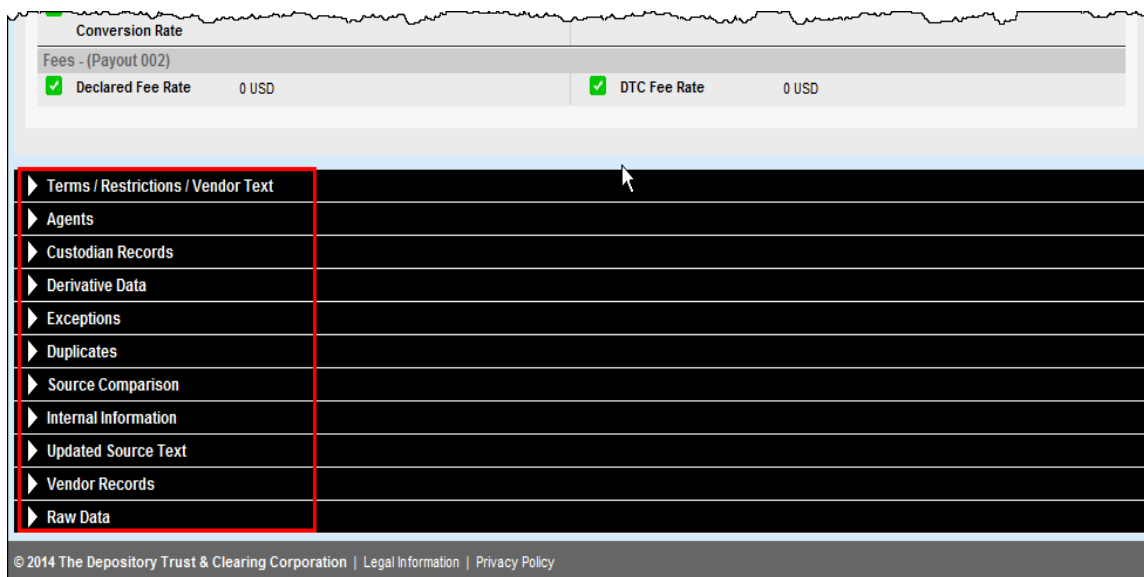 Conversion Rate
Fees - (Payout 002)
Declared Fee Rate 0 USD DTC Fee Rate 0 USD
Terms / Restrictions / Vendor Text
Agents
Custodian Records
Derivative Data
Exceptions
Duplicates
Source Comparison
Internal Information
Updated Source Text
Vendor Records
Raw Data
© 2014 The Depository Trust & Clearing Corporation | Legal Information | Privacy Policy